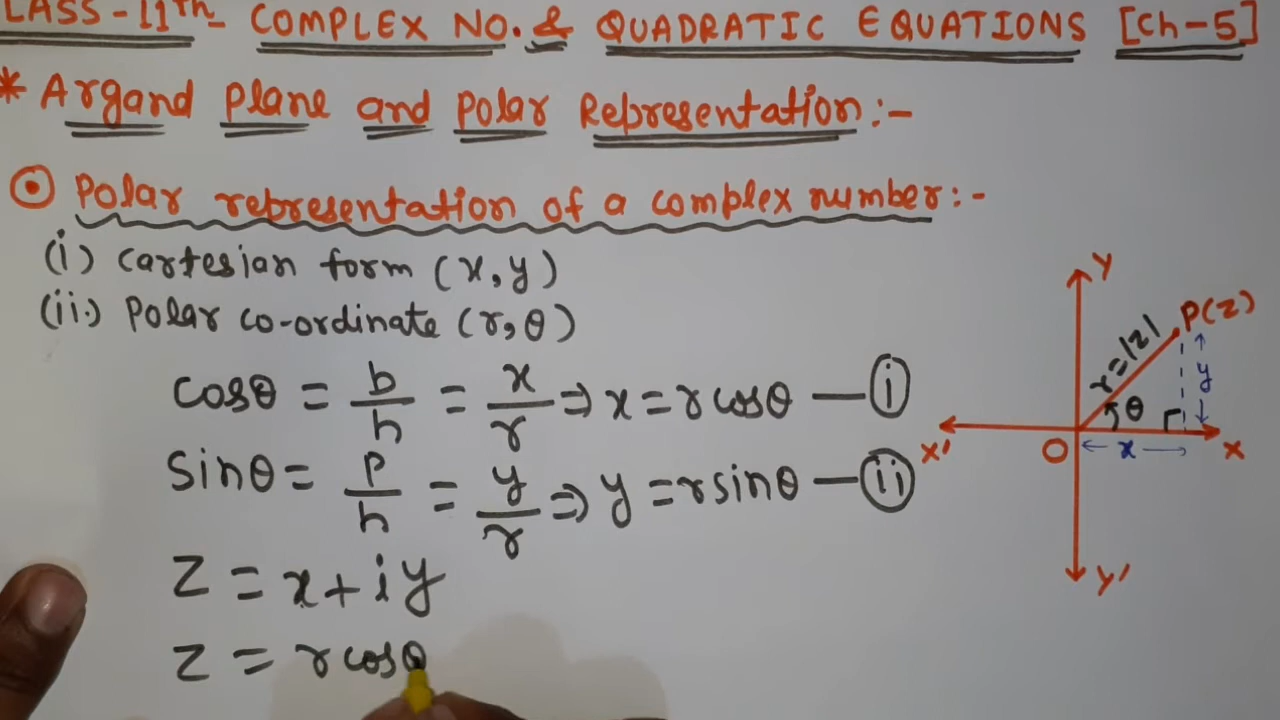 LASS-11th- COMPLEX NO. & QUADRATIC EQUATIONS [Ch-5]
* Argand Plane and Polar Representation:-
⊙ Polar representation of a complex number:-
(i) Cartesian form (x, y)
(ii.) Polar co-ordinate (r, θ)
cosθ = b/h = x/r ⇒ x = r cosθ — (i)
Sinθ = P/h = y/r ⇒ y = r sinθ — (ii)
Z = x + iy
Z = r cosθ
Y
P(Z)
r=|z|
y
θ
X'
O
x
X
Y'